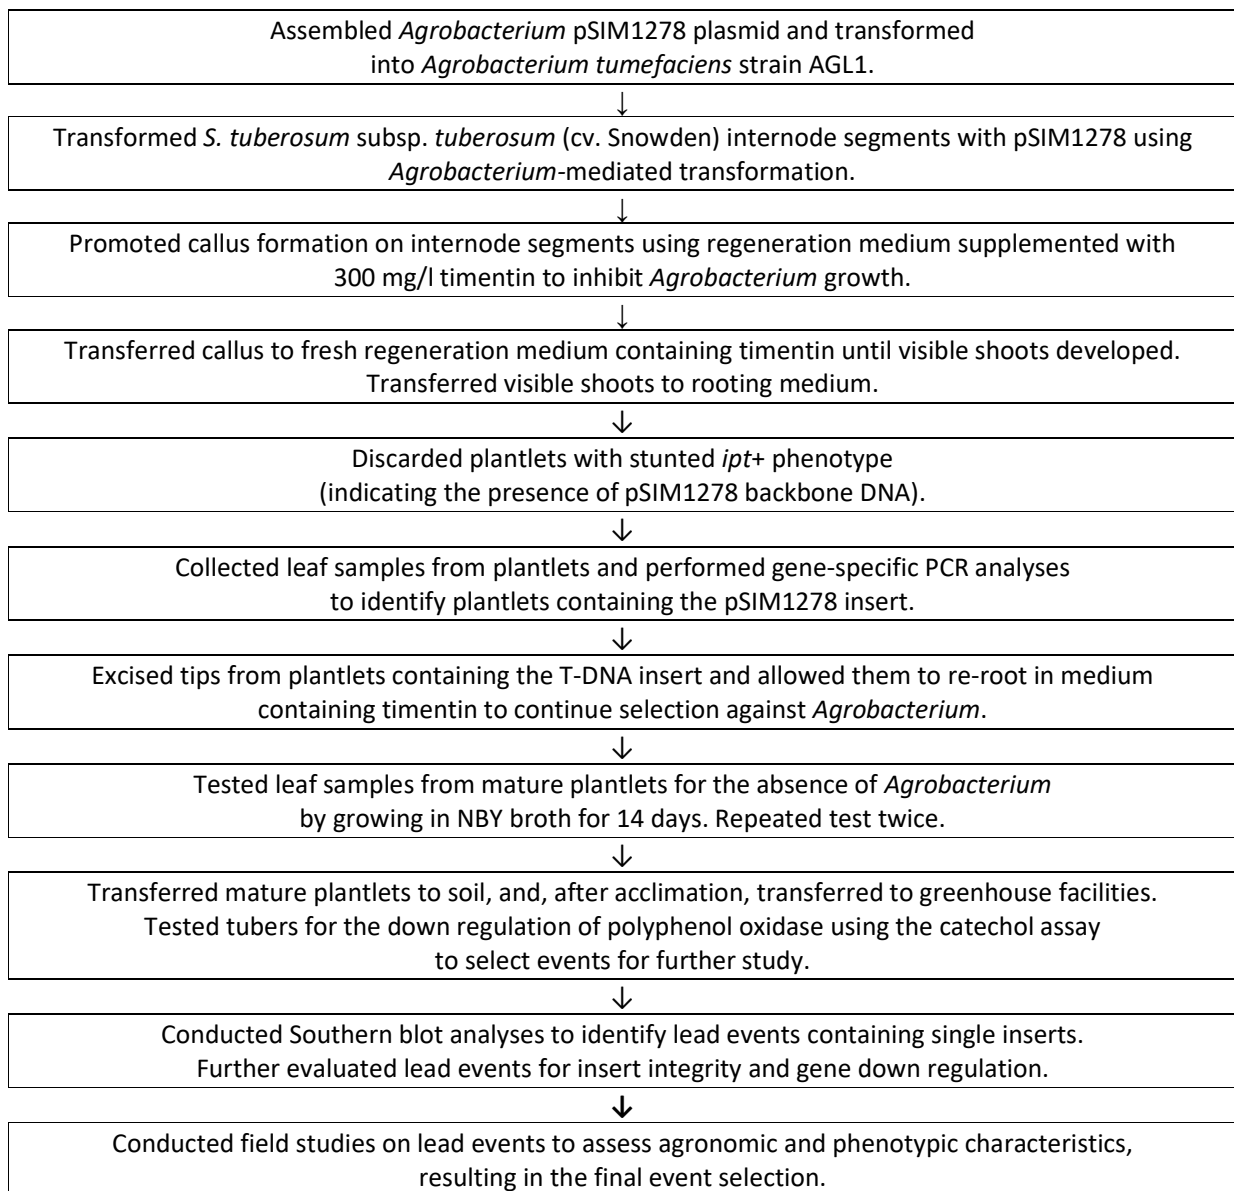 Assembled Agrobacterium pSIM1278 plasmid and transformed
into Agrobacterium tumefaciens strain AGL1.
↓
Transformed S. tuberosum subsp. tuberosum (cv. Snowden) internode segments with pSIM1278 using
Agrobacterium-mediated transformation.
↓
Promoted callus formation on internode segments using regeneration medium supplemented with
300 mg/l timentin to inhibit Agrobacterium growth.
↓
Transferred callus to fresh regeneration medium containing timentin until visible shoots developed.
Transferred visible shoots to rooting medium.
↓
Discarded plantlets with stunted ipt+ phenotype
(indicating the presence of pSIM1278 backbone DNA).
↓
Collected leaf samples from plantlets and performed gene-specific PCR analyses
to identify plantlets containing the pSIM1278 insert.
↓
Excised tips from plantlets containing the T-DNA insert and allowed them to re-root in medium
containing timentin to continue selection against Agrobacterium.
↓
Tested leaf samples from mature plantlets for the absence of Agrobacterium
by growing in NBY broth for 14 days. Repeated test twice.
↓
Transferred mature plantlets to soil, and, after acclimation, transferred to greenhouse facilities.
Tested tubers for the down regulation of polyphenol oxidase using the catechol assay
to select events for further study.
↓
Conducted Southern blot analyses to identify lead events containing single inserts.
Further evaluated lead events for insert integrity and gene down regulation.
↓
Conducted field studies on lead events to assess agronomic and phenotypic characteristics,
resulting in the final event selection.